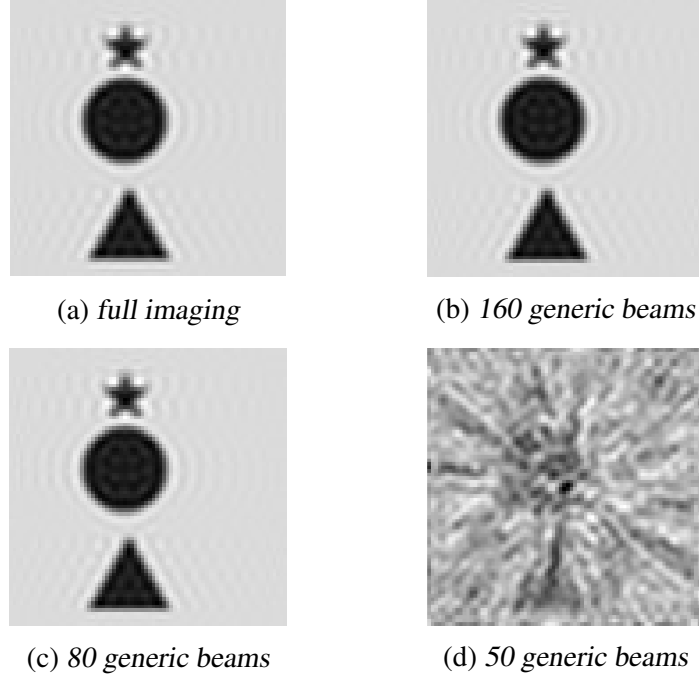 (a) full imaging
(b) 160 generic beams
(c) 80 generic beams
(d) 50 generic beams